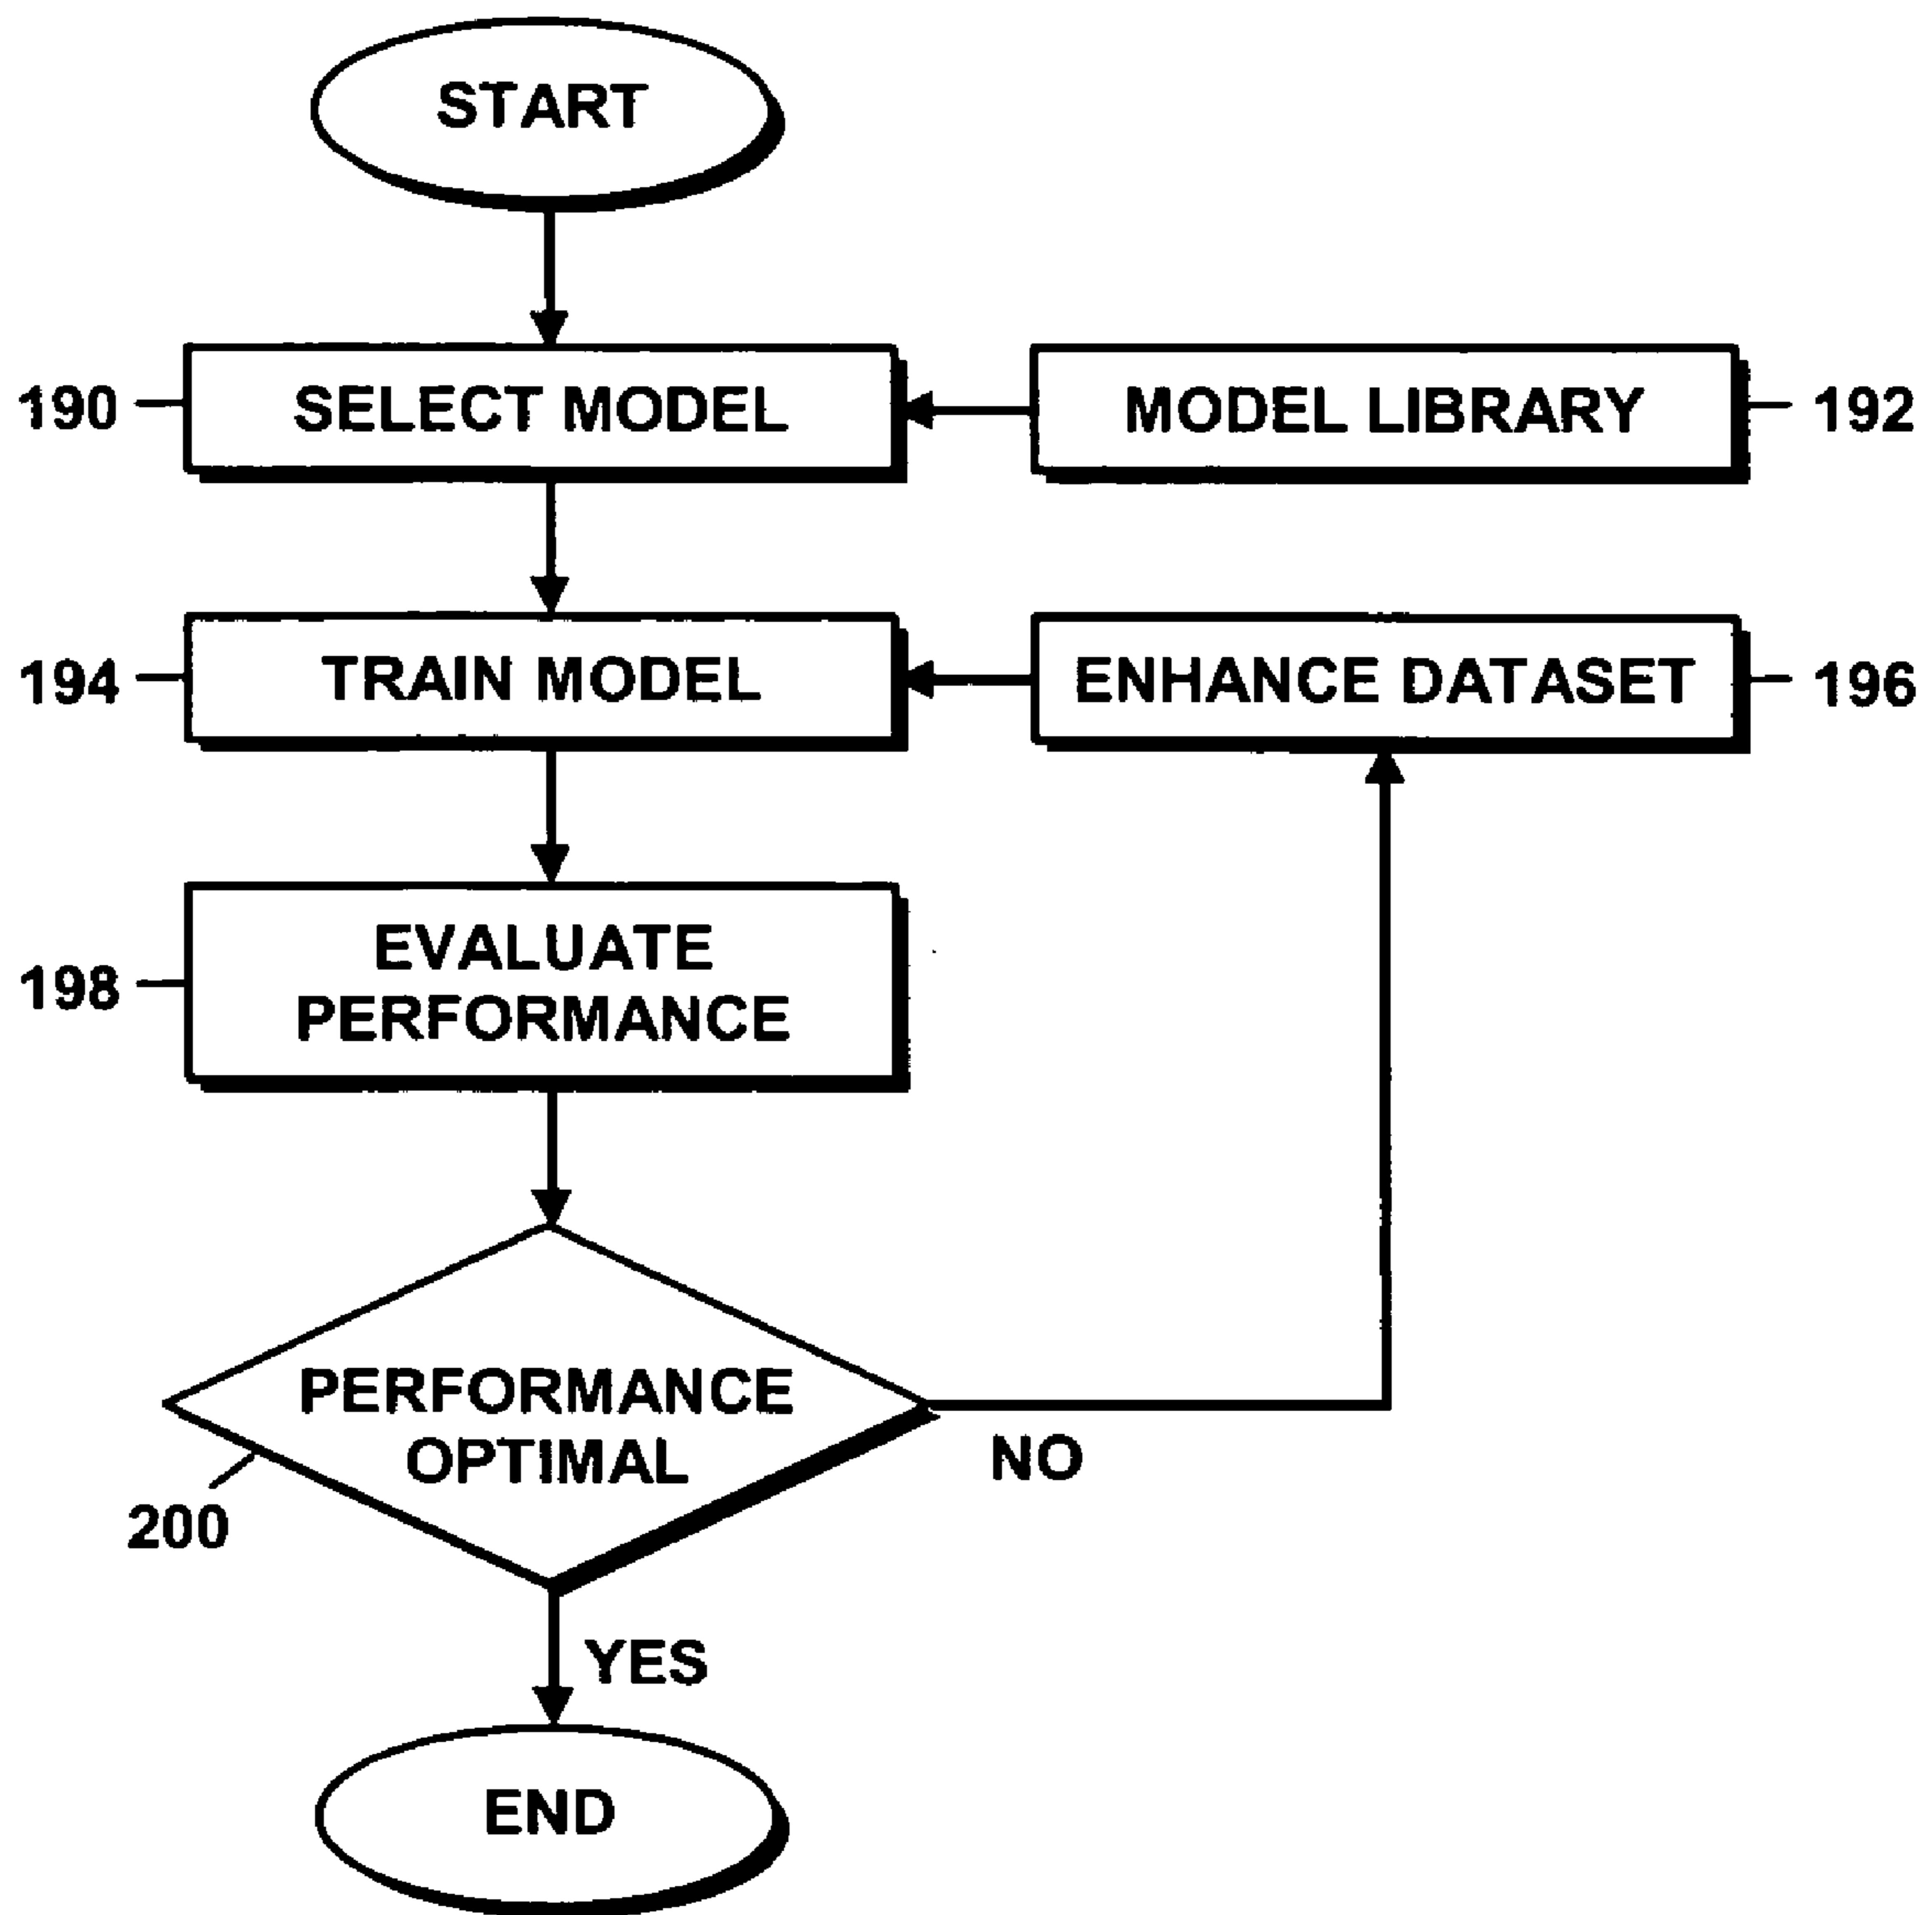 START
190
SELECT MODEL
MODEL LIBRARY
192
194
TRAIN MODEL
ENHANCE DATASET
196
198
EVALUATE
PERFORMANCE
PERFORMANCE
OPTIMAL
NO
200
YES
END